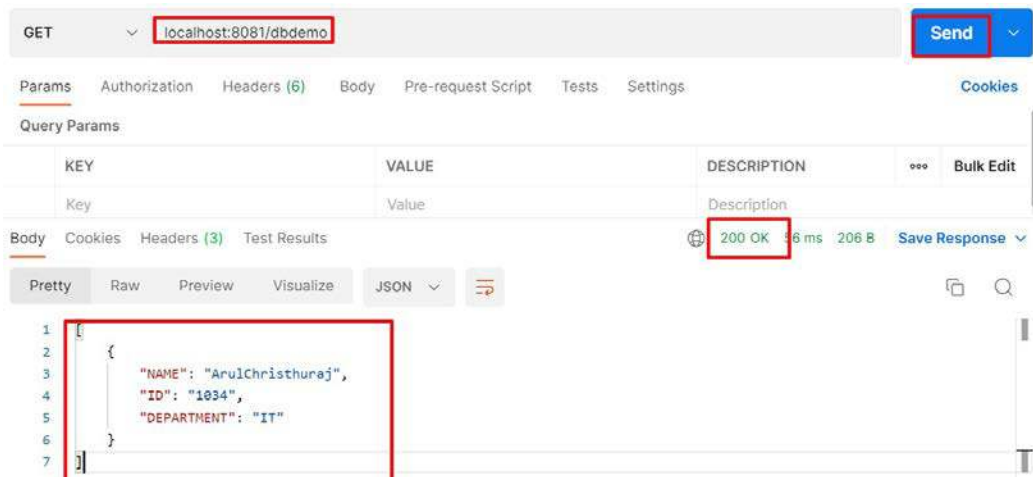 GET localhost:8081/dbdemo Send
Params Authorization Headers (6) Body Pre-request Script Tests Settings Cookies
Query Params
KEY VALUE DESCRIPTION Bulk Edit
Key Value Description
Body Cookies Headers (3) Test Results 200 OK 56 ms 206 B Save Response
Pretty Raw Preview Visualize JSON
1 [
2 {
3 "NAME": "ArulChristhuraj",
4 "ID": "1034",
5 "DEPARTMENT": "IT"
6 }
7 ]